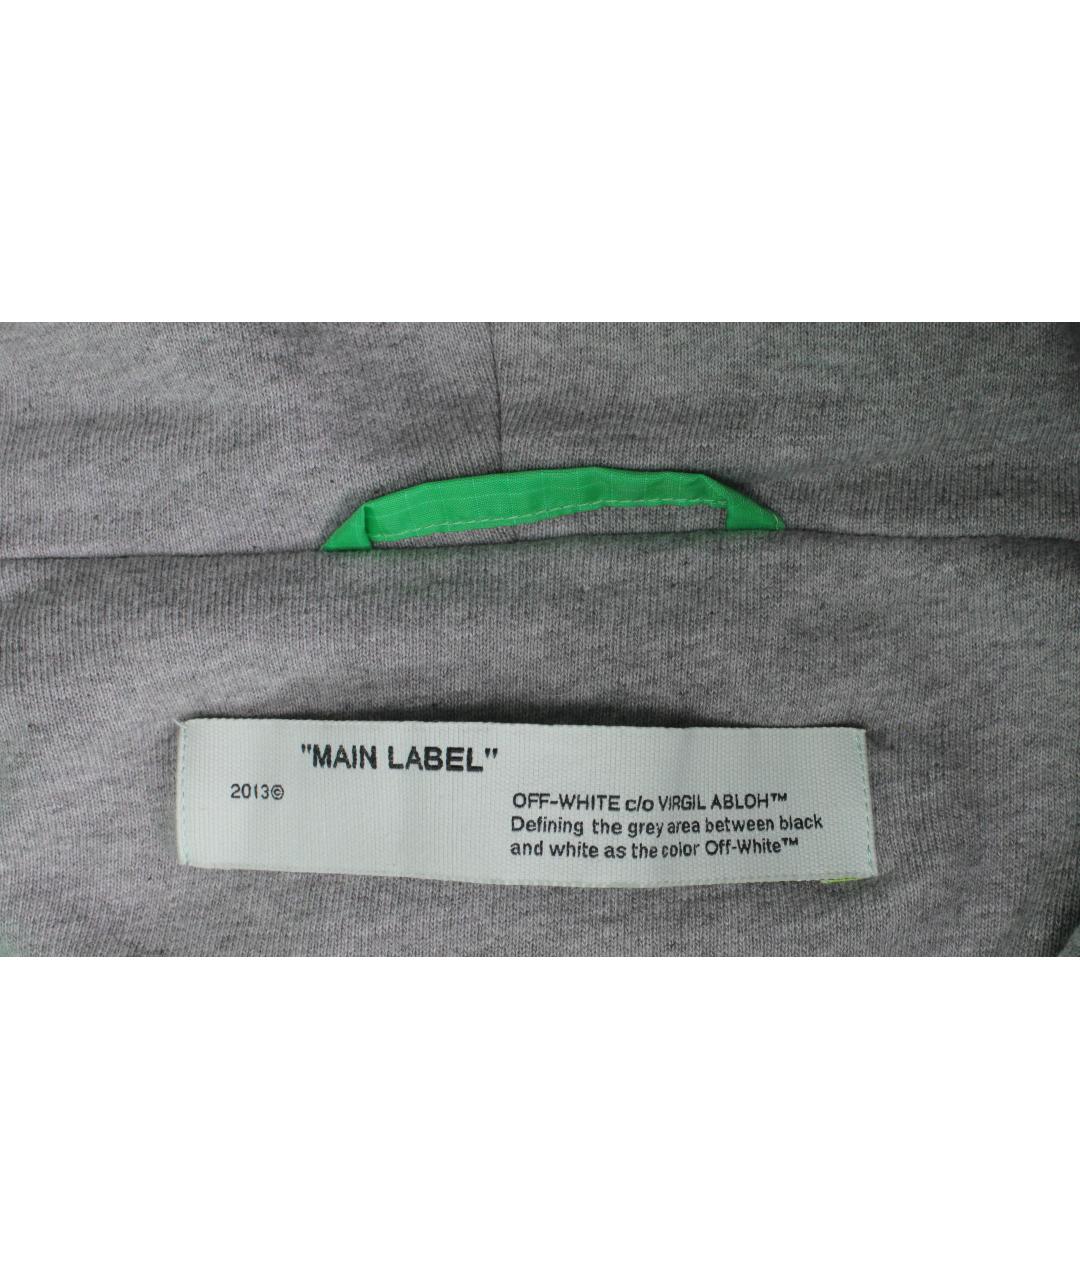 "MAIN LABEL"
2013©
OFF-WHITE c/o VIRGIL ABLOH™
Defining the grey area between black
and white as the color Off-White™